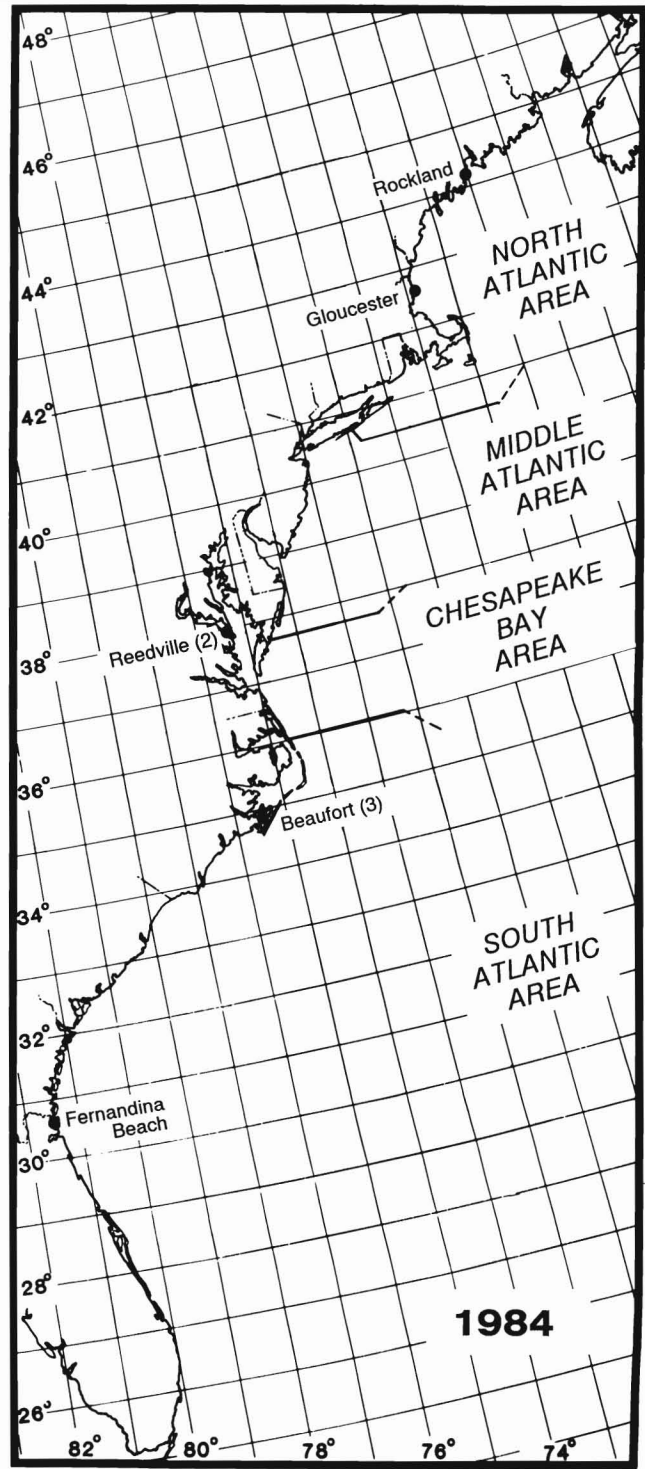 48°
46°
Rockland
NORTH
ATLANTIC
AREA
44°
Gloucester
42°
MIDDLE
ATLANTIC
AREA
40°
CHESAPEAKE
BAY
AREA
Reedville (2)
38°
36°
Beaufort (3)
34°
SOUTH
ATLANTIC
AREA
32°
Fernandina
Beach
30°
28°
1984
26°
82° 80° 78° 76° 74°